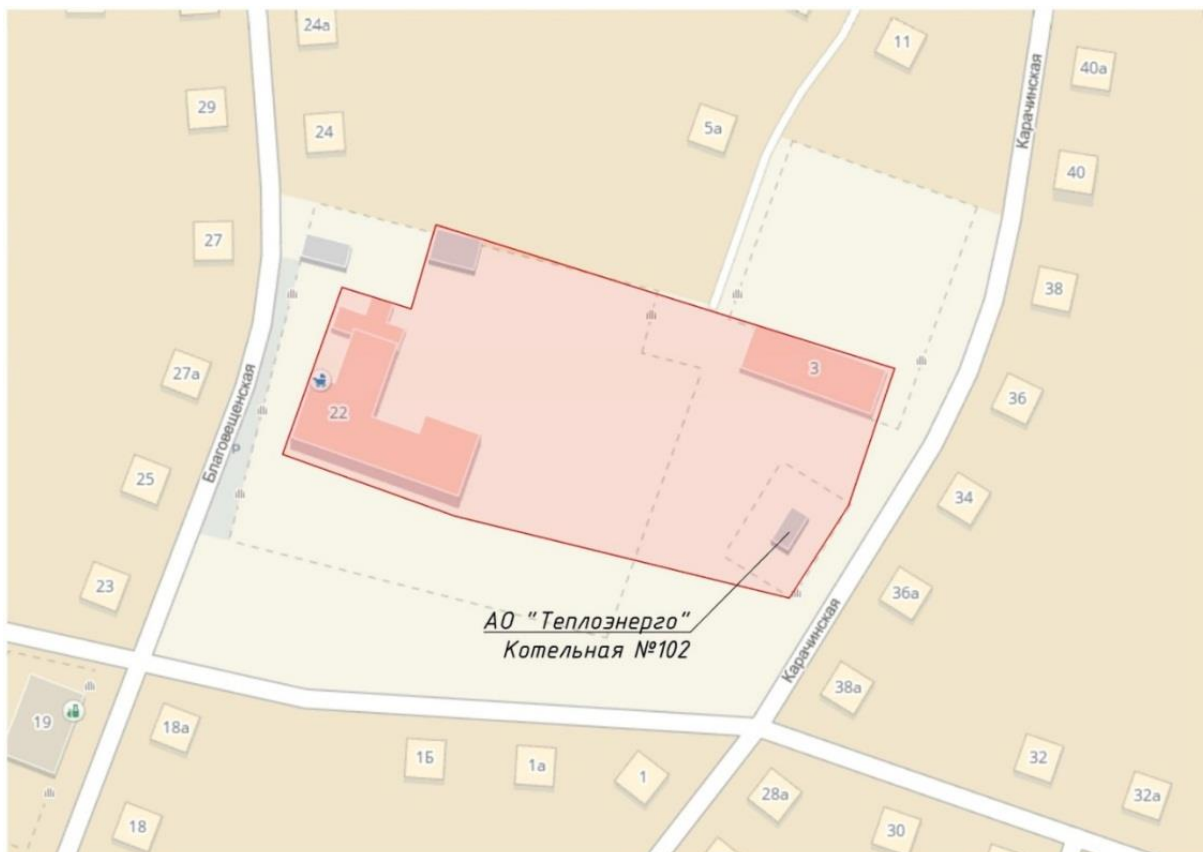 24а
11
40а
Карачинская
29
24
5а
40
27
38
3
27а
36
22
Благовещенская
25
34
23
36а
АО "Теплоэнерго"
Котельная №102
Карачинская
38а
19
18а
1Б
1а
1
32
28а
32а
18
30